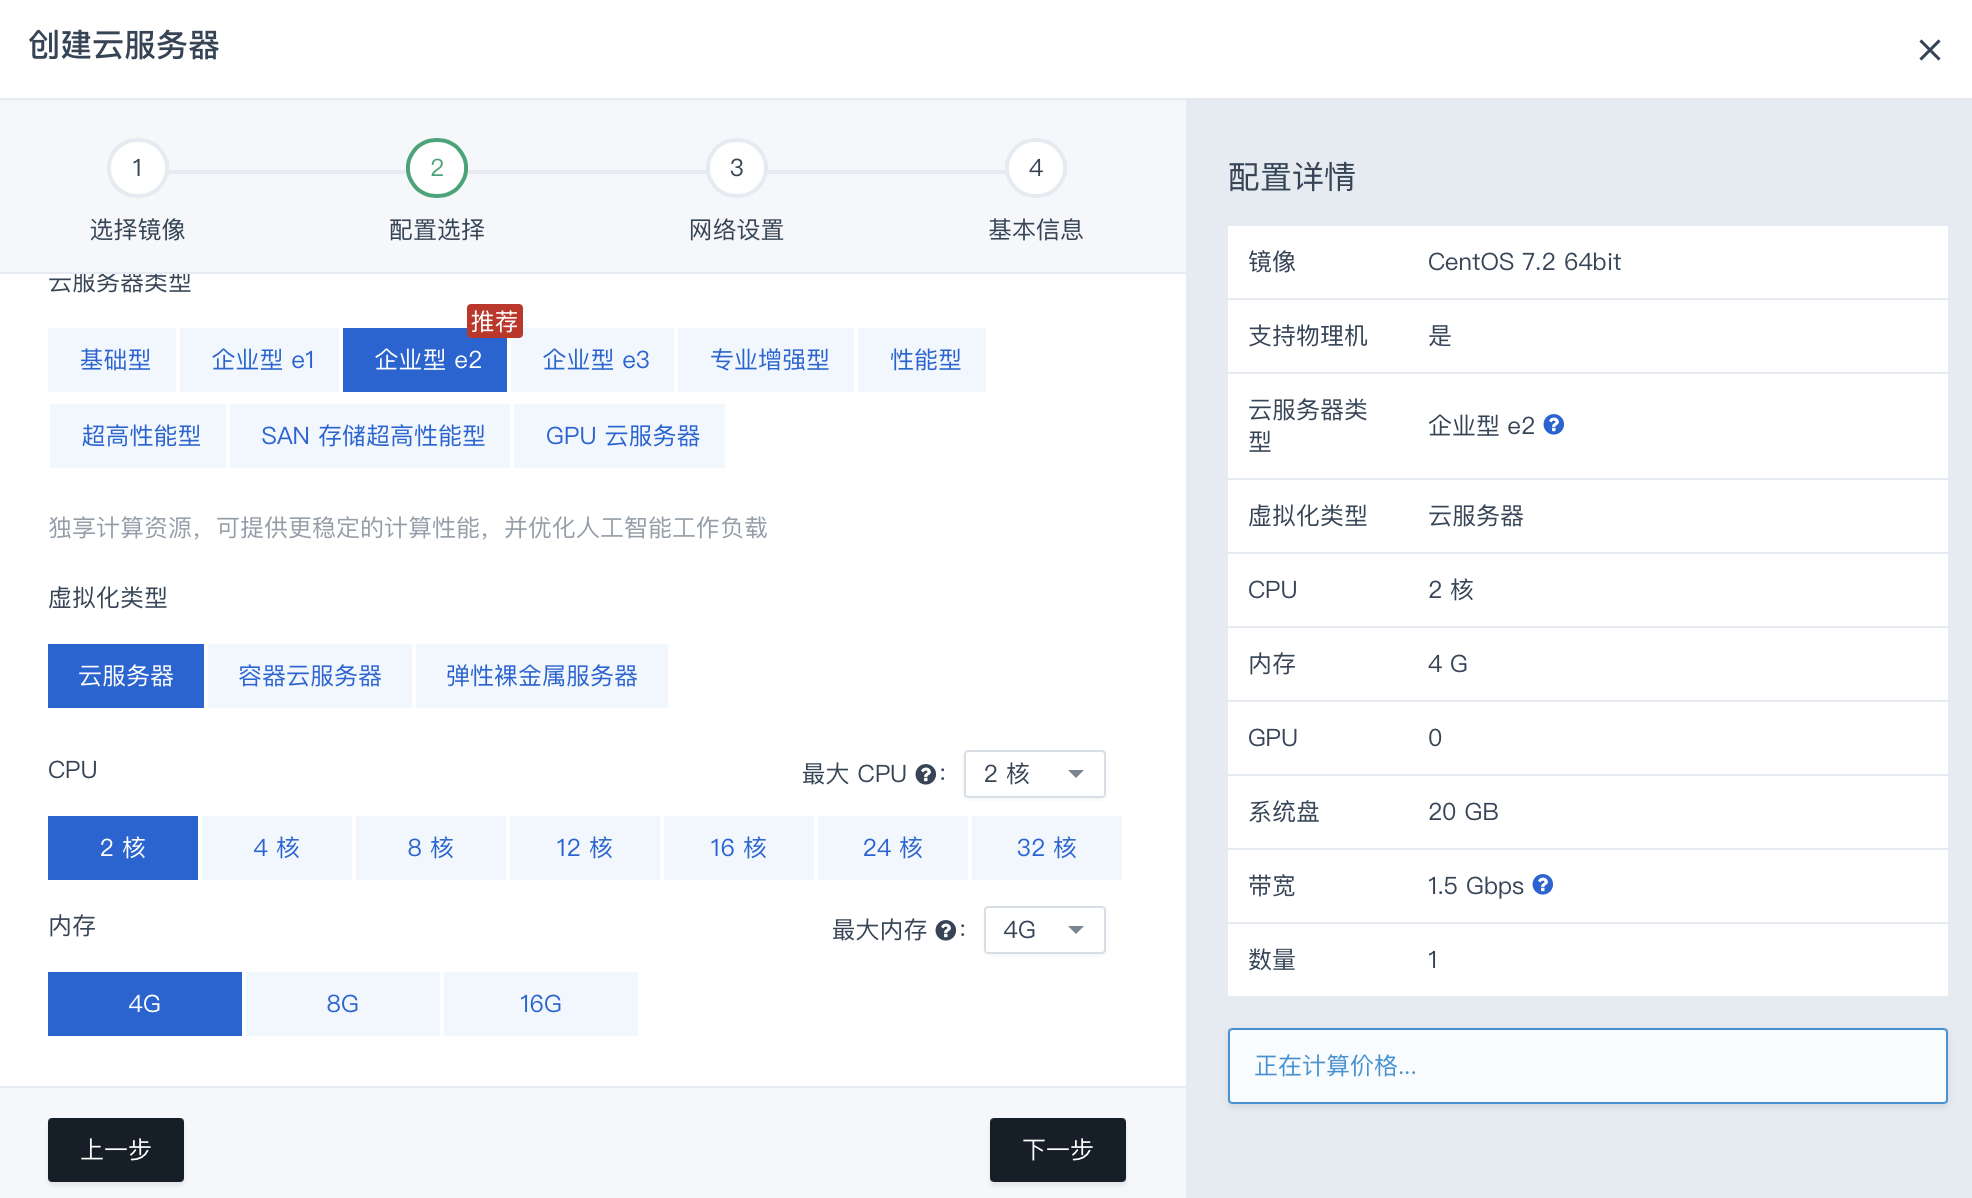 创建云服务器
1
2
3
4
选择镜像
配置选择
网络设置
基本信息
云服务器类型
推荐
基础型
企业型 e1
企业型 e2
企业型 e3
专业增强型
性能型
超高性能型
SAN 存储超高性能型
GPU 云服务器
独享计算资源，可提供更稳定的计算性能，并优化人工智能工作负载
虚拟化类型
云服务器
容器云服务器
弹性裸金属服务器
CPU
最大 CPU ?：
2 核
2 核
4 核
8 核
12 核
16 核
24 核
32 核
内存
最大内存 ?：
4G
4G
8G
16G
上一步
下一步
配置详情
镜像 CentOS 7.2 64bit
支持物理机 是
云服务器类
型
企业型 e2 ?
虚拟化类型 云服务器
CPU 2 核
内存 4 G
GPU 0
系统盘 20 GB
带宽 1.5 Gbps ?
数量 1
正在计算价格...